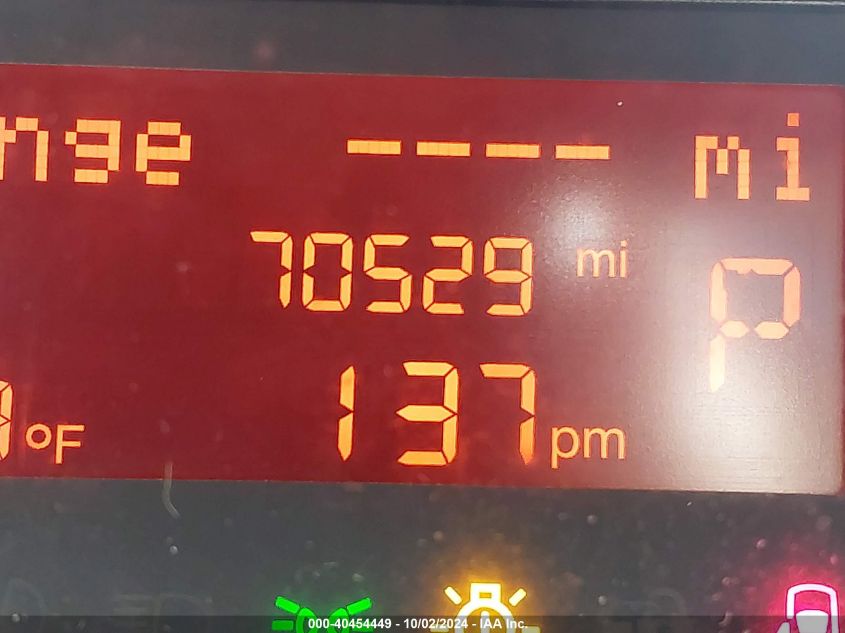 nge ---- mi
70529 mi
P
°F 137 pm
000-40454449 - 10/02/2024 - IAA Inc.